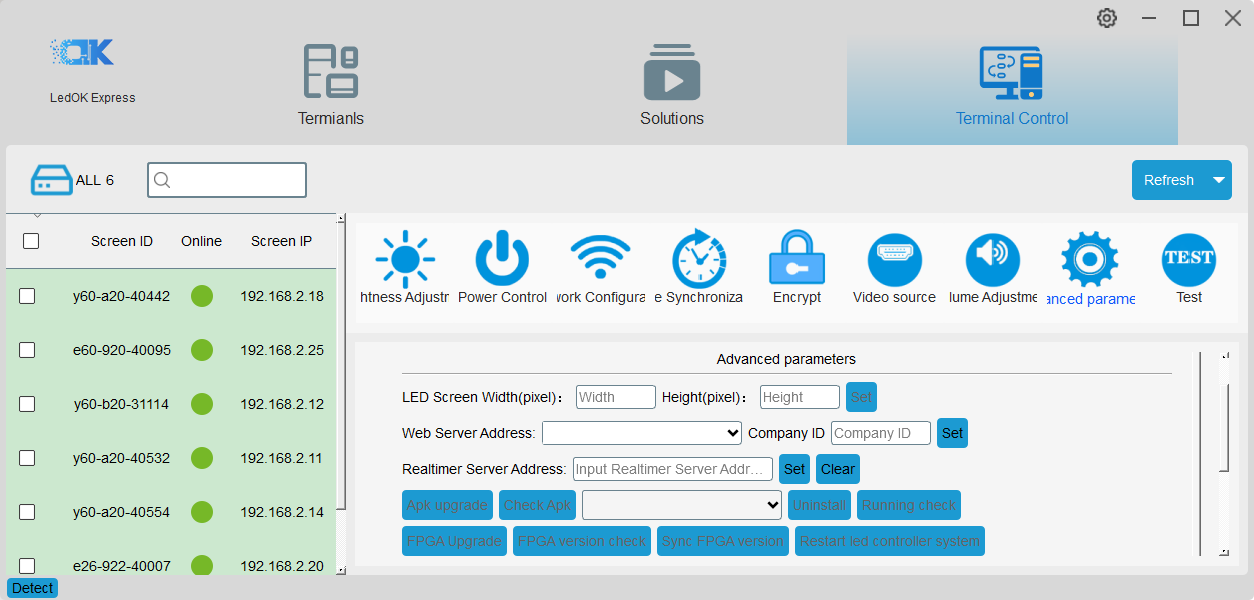 LedOK Express
Termianls
Solutions
Terminal Control
ALL 6
Refresh
Screen ID Online Screen IP
y60-a20-40442 192.168.2.18
e60-920-40095 192.168.2.25
y60-b20-31114 192.168.2.12
y60-a20-40532 192.168.2.11
y60-a20-40554 192.168.2.14
e26-922-40007 192.168.2.20
Detect
TEST
htness Adjustr Power Control work Configura e Synchroniza Encrypt Video source lume Adjustme anced parame Test
Advanced parameters
LED Screen Width(pixel)： Width Height(pixel)： Height Set
Web Server Address: Company ID Company ID Set
Realtimer Server Address: Input Realtimer Server Addr... Set Clear
Apk upgrade Check Apk Uninstall Running check
FPGA Upgrade FPGA version check Sync FPGA version Restart led controller system